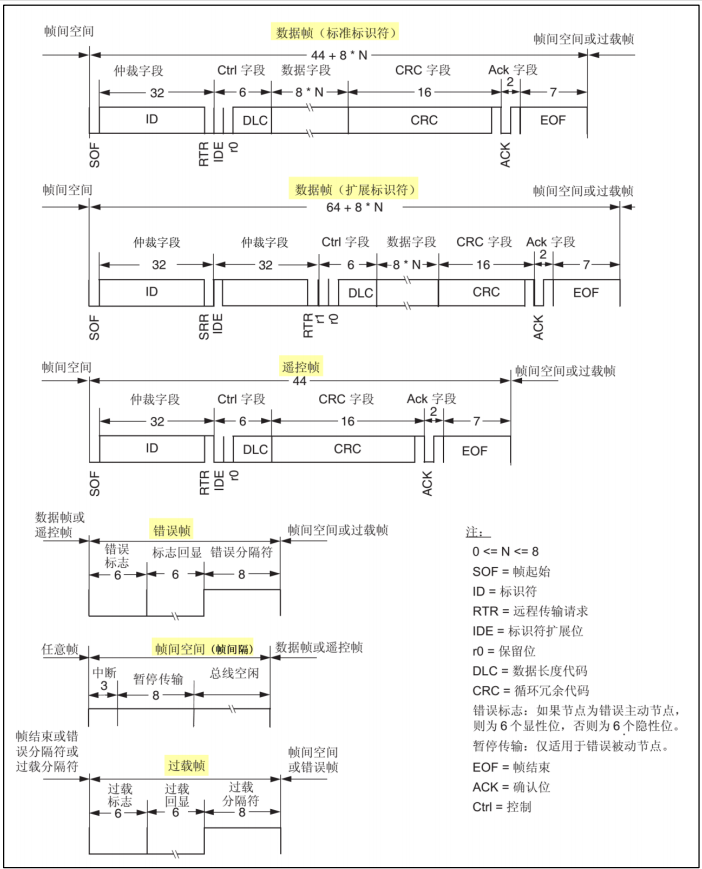 帧间空间
数据帧（标准标识符）
帧间空间或过载帧
44 + 8 * N
仲裁字段
Ctrl 字段
数据字段
CRC 字段
Ack 字段
32
6
8 * N
16
2
7
ID
DLC
CRC
EOF
SOF
RTR
IDE
r0
ACK
帧间空间
数据帧（扩展标识符）
帧间空间或过载帧
64 + 8 * N
仲裁字段
仲裁字段
Ctrl 字段
数据字段
CRC 字段
Ack 字段
32
32
6
8 * N
16
2
7
ID
DLC
CRC
EOF
SOF
SRR
IDE
RTR
r1
r0
ACK
帧间空间
遥控帧
帧间空间或过载帧
44
仲裁字段
Ctrl 字段
CRC 字段
Ack 字段
32
6
16
2
7
ID
DLC
CRC
EOF
SOF
RTR
IDE
r0
ACK
数据帧或
遥控帧
错误帧
帧间空间或过载帧
错误
标志
标志回显
错误分隔符
6
6
8
任意帧
帧间空间（帧间隔）
数据帧或遥控帧
中断
3
暂停传输
8
总线空闲
帧结束或错
误分隔符或
过载分隔符
过载帧
帧间空间
或错误帧
过载
标志
过载
回显
过载
分隔符
6
6
8
注：
0 <= N <= 8
SOF = 帧起始
ID = 标识符
RTR = 远程传输请求
IDE = 标识符扩展位
r0 = 保留位
DLC = 数据长度代码
CRC = 循环冗余代码
错误标志：如果节点为错误主动节点，
则为 6 个显性位，否则为 6 个隐性位。
暂停传输：仅适用于错误被动节点。
EOF = 帧结束
ACK = 确认位
Ctrl = 控制